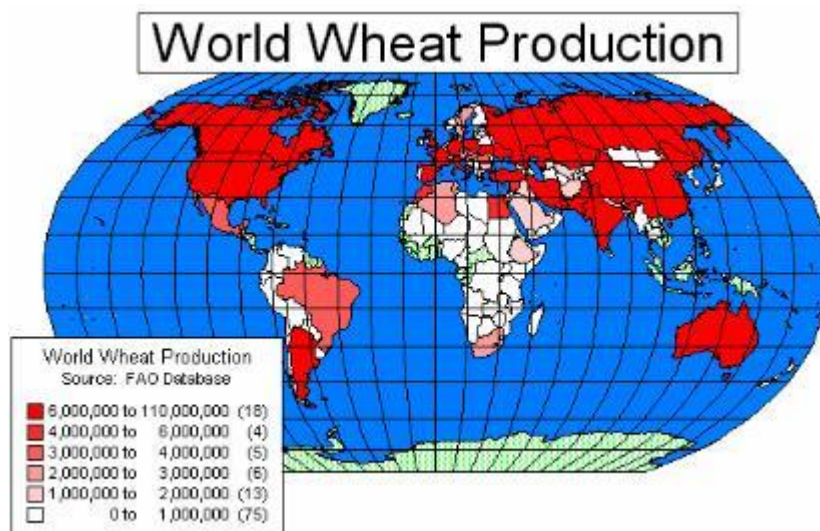 World Wheat Production
World Wheat Production
Source: FAO Database
6,000,000 to 110,000,000 (18)
4,000,000 to 6,000,000 (4)
3,000,000 to 4,000,000 (5)
2,000,000 to 3,000,000 (6)
1,000,000 to 2,000,000 (13)
0 to 1,000,000 (75)